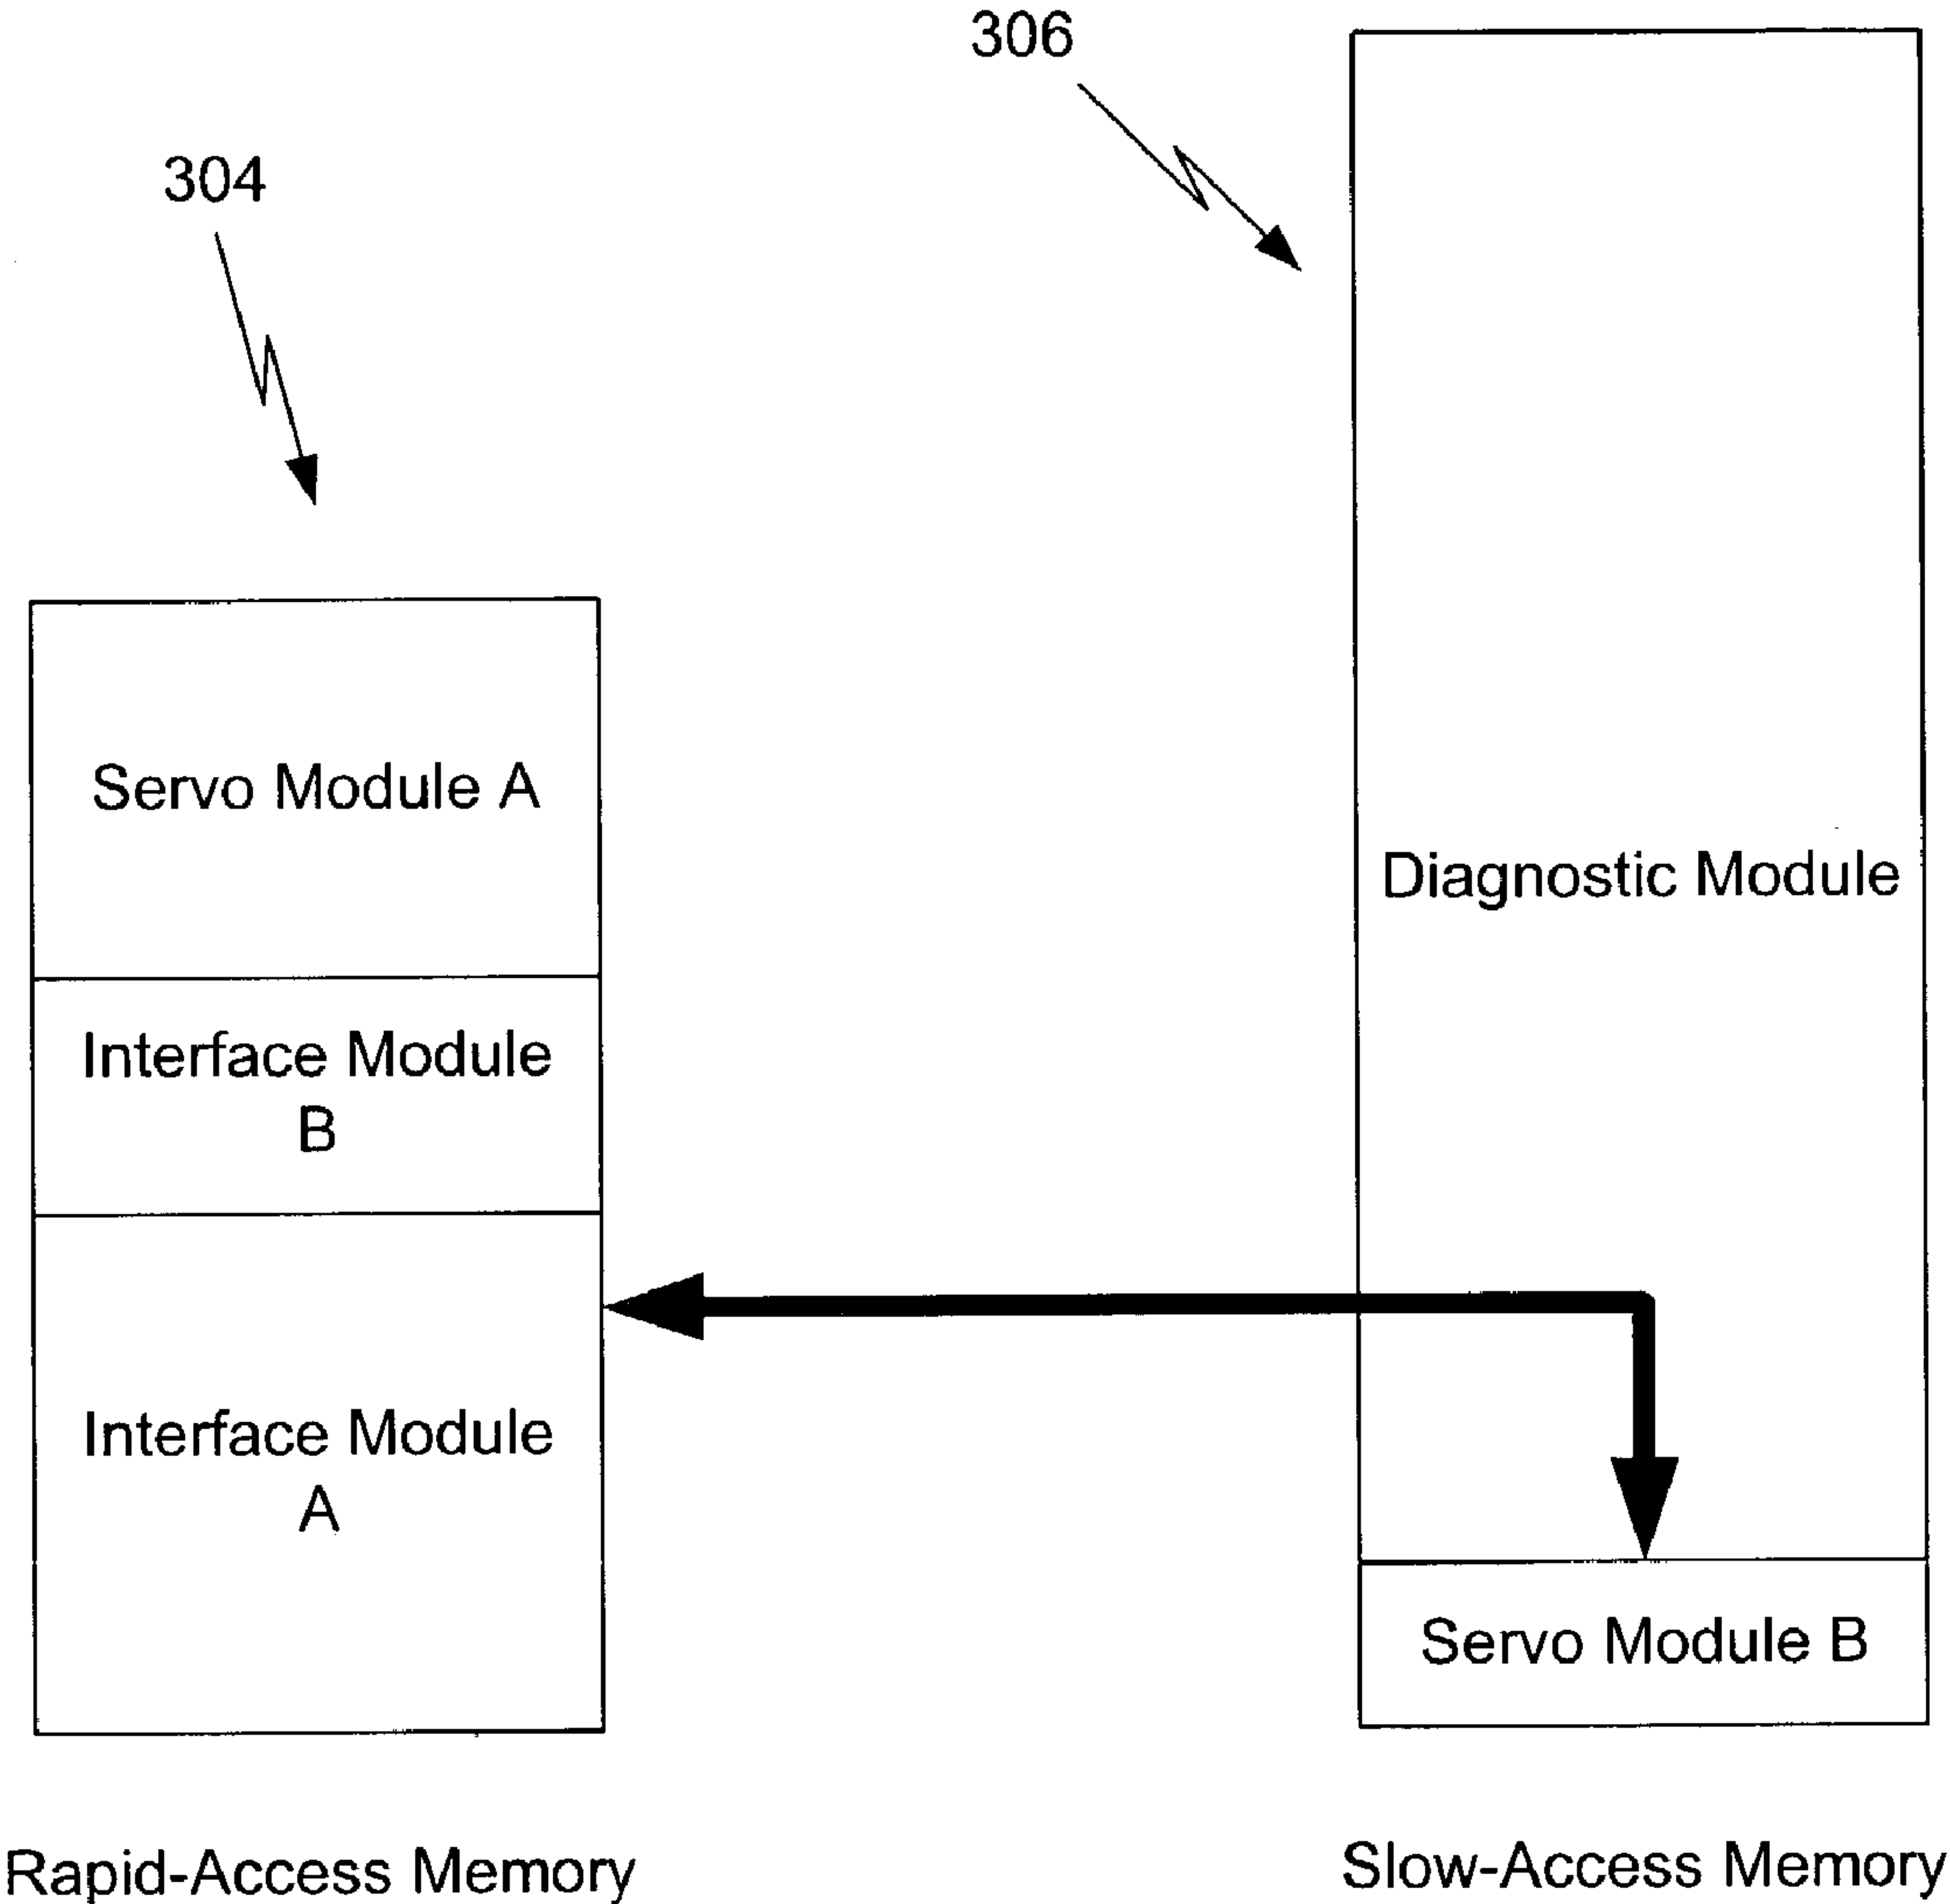 306
304
Servo Module A
Interface Module
B
Interface Module
A
Diagnostic Module
Servo Module B
Rapid-Access Memory
Slow-Access Memory